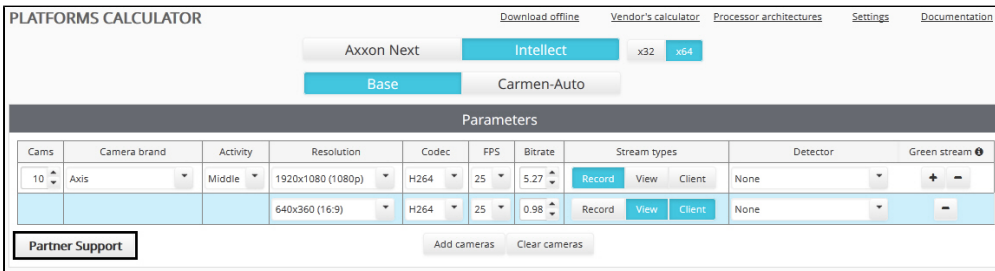 PLATFORMS CALCULATOR
Download offline Vendor's calculator Processor architectures Settings Documentation
Axxon Next Intellect x32 x64
Base Carmen-Auto
Parameters
Cams Camera brand Activity Resolution Codec FPS Bitrate Stream types Detector Green stream
10 Axis Middle 1920x1080 (1080p) H264 25 5.27 Record View Client None + -
640x360 (16:9) H264 25 0.98 Record View Client None -
Partner Support Add cameras Clear cameras